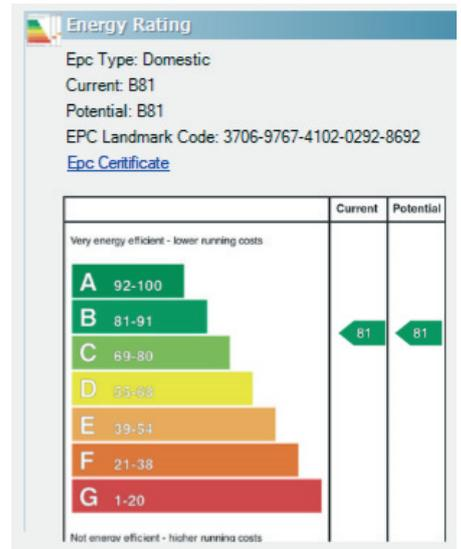 Energy Rating
Epc Type: Domestic
Current: B81
Potential: B81
EPC Landmark Code: 3706-9767-4102-0292-8692
Epc Ceritificate
Current Potential
Very energy efficient - lower running costs
A 92-100
B 81-91
81 81
C 69-80
D 55-68
E 39-54
F 21-38
G 1-20
Not energy efficient - higher running costs